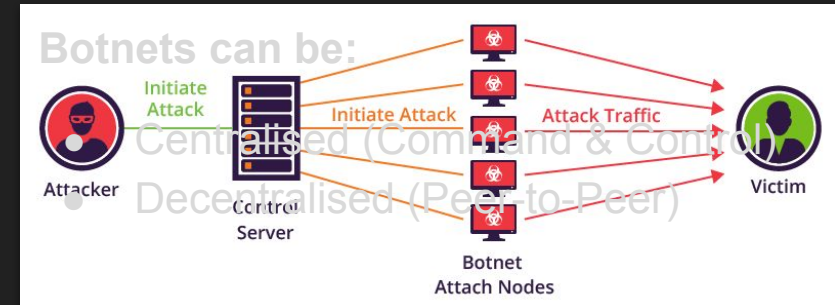 Botnets can be:
Initiate
Attack
Initiate Attack
Attack Traffic
• Centralised (Command & Control)
Attacker
Victim
• Decentralised (Peer-to-Peer)
Control
Server
Botnet
Attach Nodes